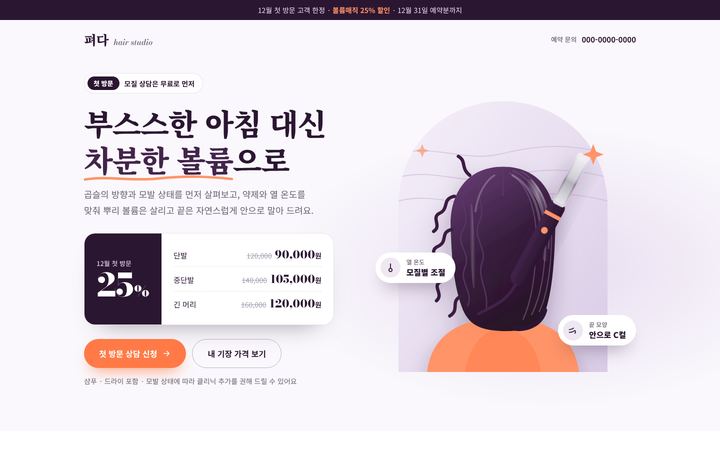 12월 첫 방문 고객 한정 · 볼륨매직 25% 할인 · 12월 31일 예약분까지
펴다 hair studio
예약 문의 000-0000-0000
첫 방문 모질 상담은 무료로 먼저
부스스한 아침 대신
차분한 볼륨으로
곱슬의 방향과 모발 상태를 먼저 살펴보고, 약제와 열 온도를
맞춰 뿌리 볼륨은 살리고 끝은 자연스럽게 안으로 말아 드려요.
12월 첫 방문
25%
단발 120,000 90,000원
중단발 140,000 105,000원
긴 머리 160,000 120,000원
열 온도
모질별 조절
끝 모양
안으로 C컬
첫 방문 상담 신청 →
내 기장 가격 보기
샴푸 · 드라이 포함 · 모발 상태에 따라 클리닉 추가를 권해 드릴 수 있어요